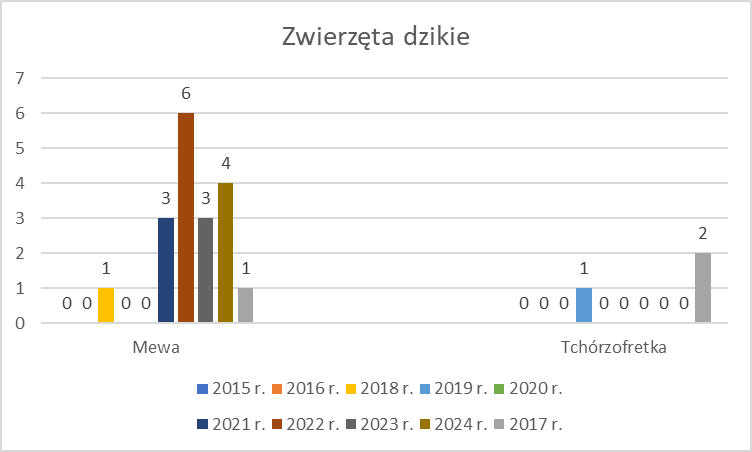 Zwierzęta dzikie
7
6
5
4
3
2
1
0
0 0 1 0 0 3 6 3 4 1
0 0 0 1 0 0 0 0 0 2
Mewa Tchórzofretka
2015 r. 2016 r. 2018 r. 2019 r. 2020 r.
2021 r. 2022 r. 2023 r. 2024 r. 2017 r.